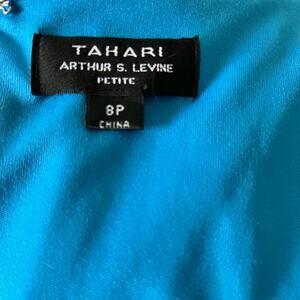 TAHARI
ARTHUR S. LEVINE
PETITE
8P
CHINA